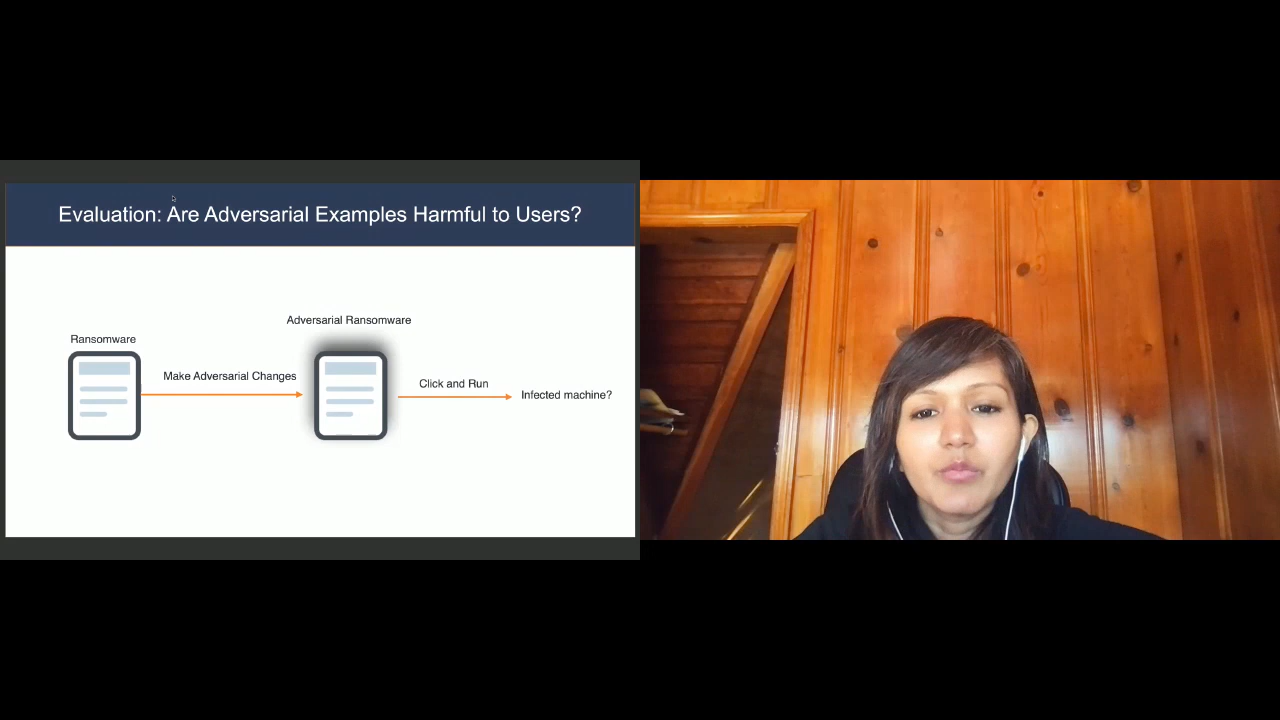 Evaluation: Are Adversarial Examples Harmful to Users?
Adversarial Ransomware
Ransomware
Make Adversarial Changes
Click and Run
Infected machine?